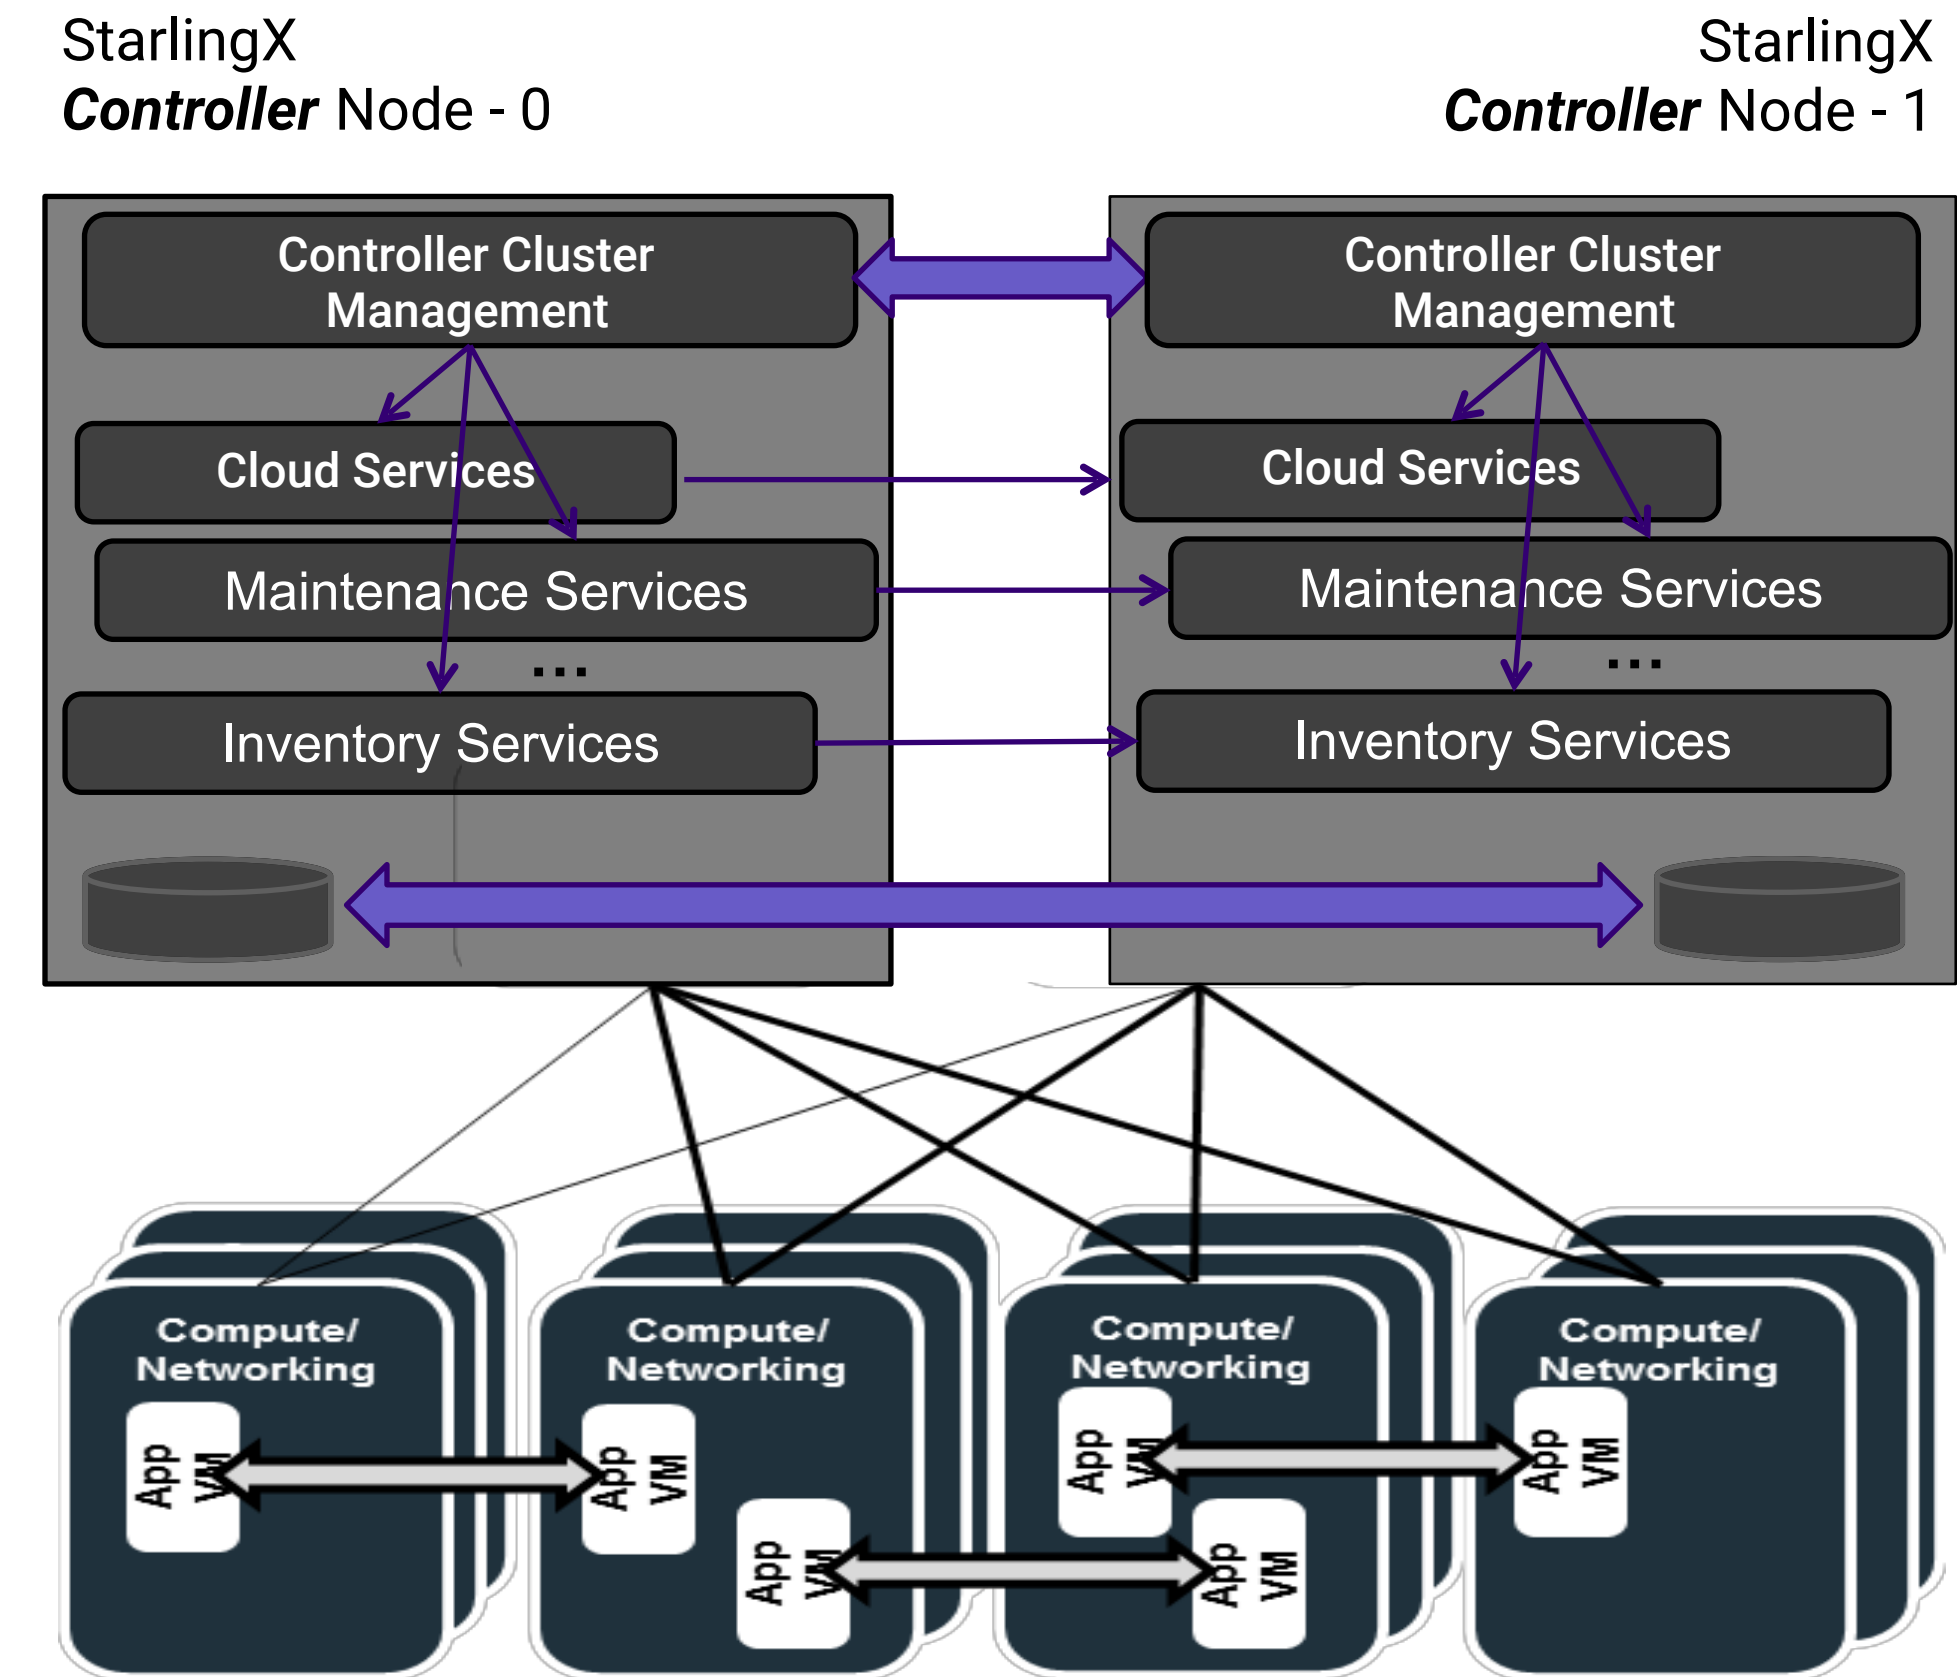 StarlingX
Controller Node - 0
StarlingX
Controller Node - 1
Controller Cluster
Management
Cloud Services
Maintenance Services
...
Inventory Services
Controller Cluster
Management
Cloud Services
Maintenance Services
...
Inventory Services
Compute/
Networking
App
VM
Compute/
Networking
App
VM
App
VM
Compute/
Networking
App
VM
App
VM
Compute/
Networking
App
VM